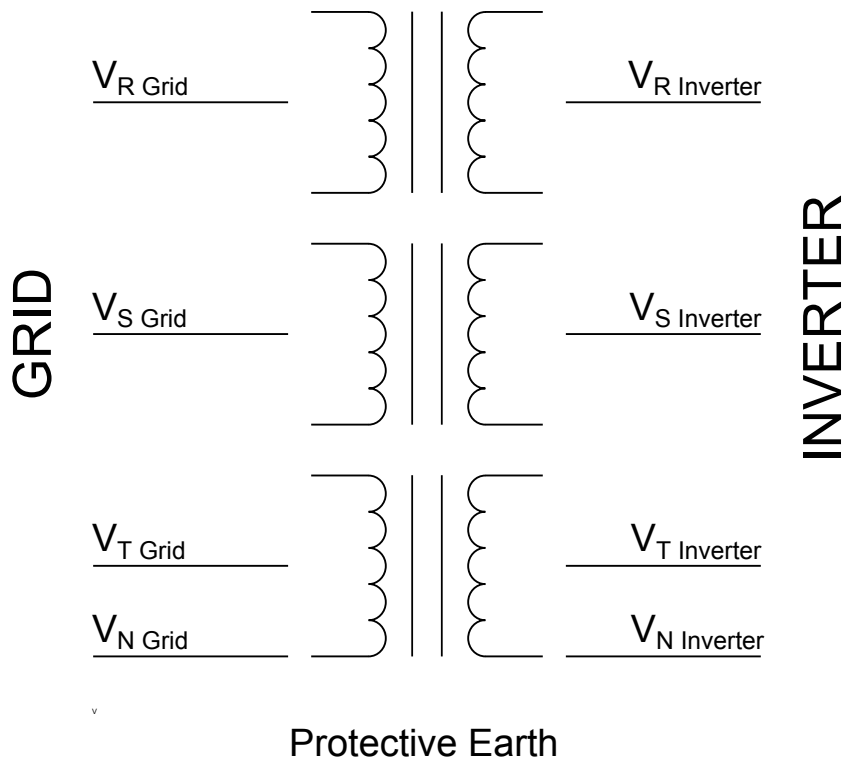 V_R Grid
V_R Inverter
GRID
INVERTER
V_S Grid
V_S Inverter
V_T Grid
V_T Inverter
V_N Grid
V_N Inverter
v
Protective Earth